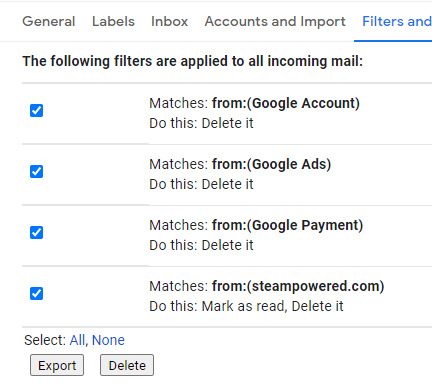 General Labels Inbox Accounts and Import Filters and
The following filters are applied to all incoming mail:
Matches: from:(Google Account)
Do this: Delete it
Matches: from:(Google Ads)
Do this: Delete it
Matches: from:(Google Payment)
Do this: Delete it
Matches: from:(steampowered.com)
Do this: Mark as read, Delete it
Select: All, None
Export Delete